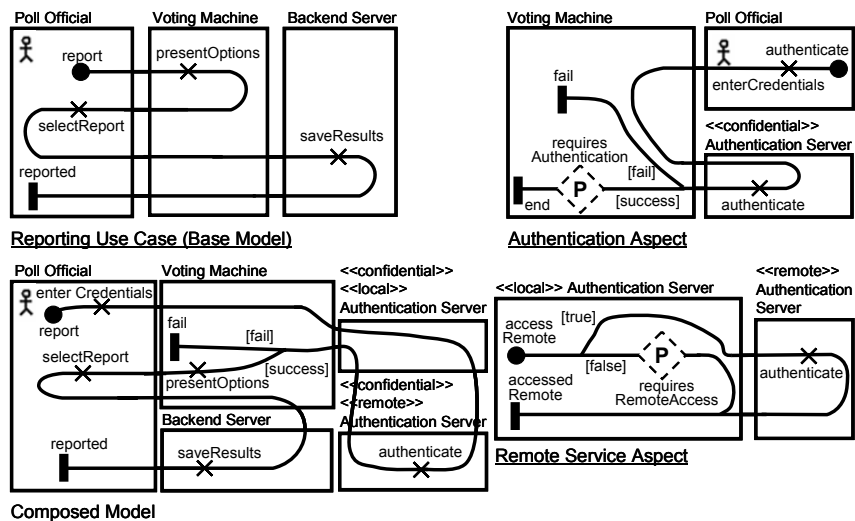 Poll Official
Voting Machine
Backend Server
report
presentOptions
selectReport
saveResults
reported
Reporting Use Case (Base Model)
Voting Machine
Poll Official
authenticate
fail
enterCredentials
<<confidential>>
Authentication Server
requires
Authentication
[fail]
P
[success]
end
authenticate
Authentication Aspect
Poll Official
Voting Machine
<<confidential>>
<<local>>
Authentication Server
enter Credentials
report
fail
[fail]
selectReport
[success]
presentOptions
<<confidential>>
<<remote>>
Authentication Server
Backend Server
reported
saveResults
authenticate
Composed Model
<<local>> Authentication Server
<<remote>>
Authentication
Server
access
Remote
[true]
[false]
P
authenticate
accessed
Remote
requires
RemoteAccess
Remote Service Aspect